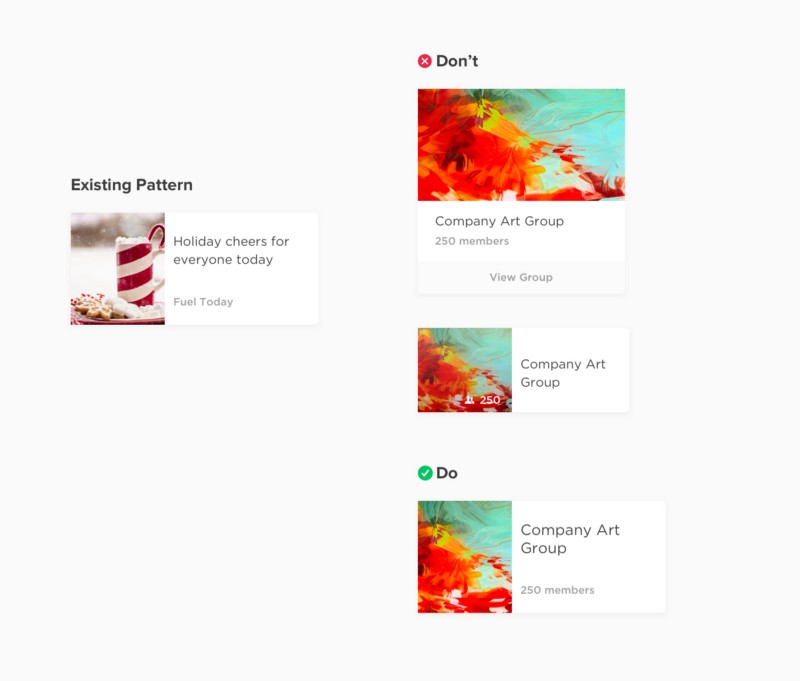 Existing Pattern
Holiday cheers for
everyone today
Fuel Today
Don’t
Company Art Group
250 members
View Group
Company Art
Group
250
Do
Company Art
Group
250 members